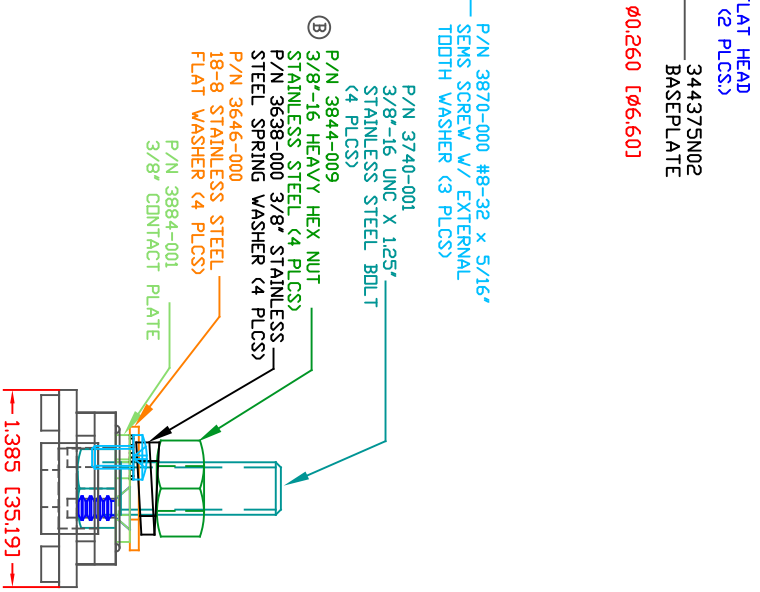 FLAT HEAD
(2 PLCS.)
344375N02
BASEPLATE
Ø0.260 [Ø6.60]
P/N 3870-000 #8-32 x 5/16"
SEMS SCREW W/ EXTERNAL
TOOTH WASHER (3 PLCS)
P/N 3740-001
3/8"-16 UNC X 1.25"
STAINLESS STEEL BOLT
(4 PLCS)
B
P/N 3844-009
3/8"-16 HEAVY HEX NUT
STAINLESS STEEL (4 PLCS)
P/N 3638-000 3/8" STAINLESS
STEEL SPRING WASHER (4 PLCS)
P/N 3646-000
18-8 STAINLESS STEEL
FLAT WASHER (4 PLCS)
P/N 3884-001
3/8" CONTACT PLATE
1.385 [35.19]